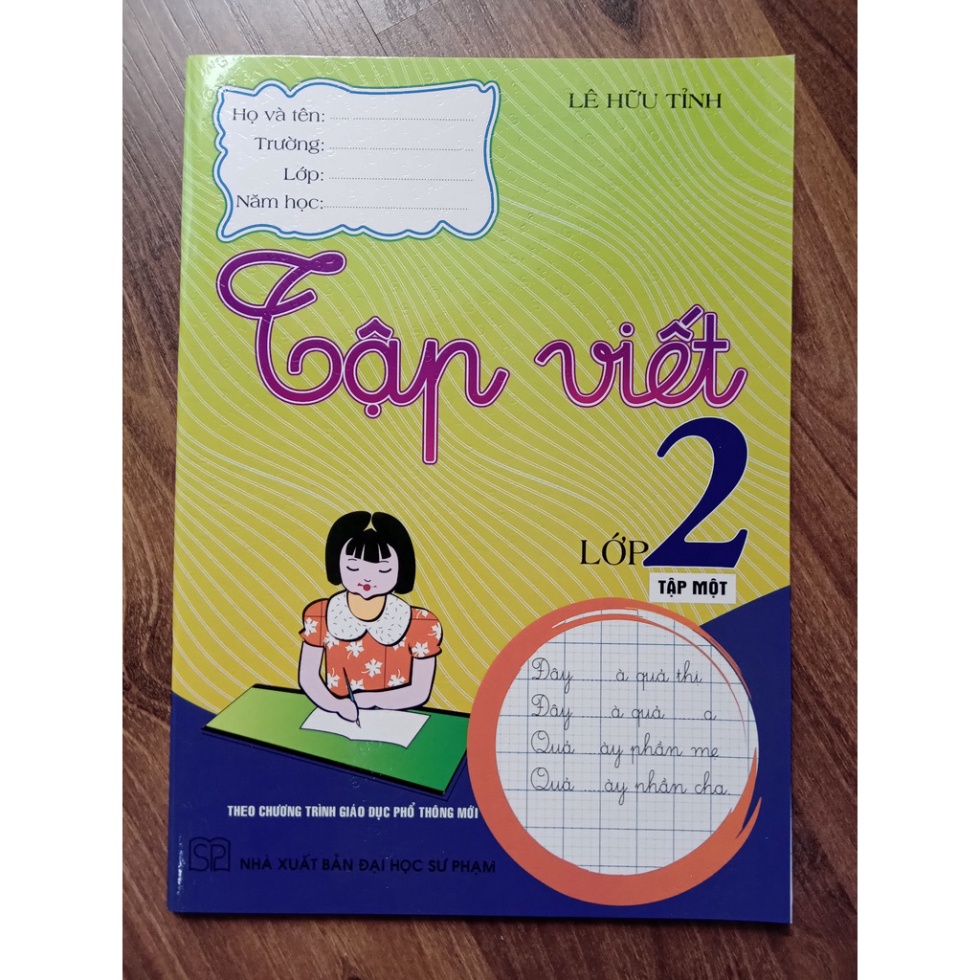 LÊ HỮU TỈNH
Họ và tên:
Trường:
Lớp:
Năm học:
Tập viết
LỚP 2
TẬP MỘT
Đây à quả thị
Đây à quả a
Quả ày phần mẹ
Quả ày phần cha.
THEO CHƯƠNG TRÌNH GIÁO DỤC PHỔ THÔNG MỚI
SP
NHÀ XUẤT BẢN ĐẠI HỌC SƯ PHẠM